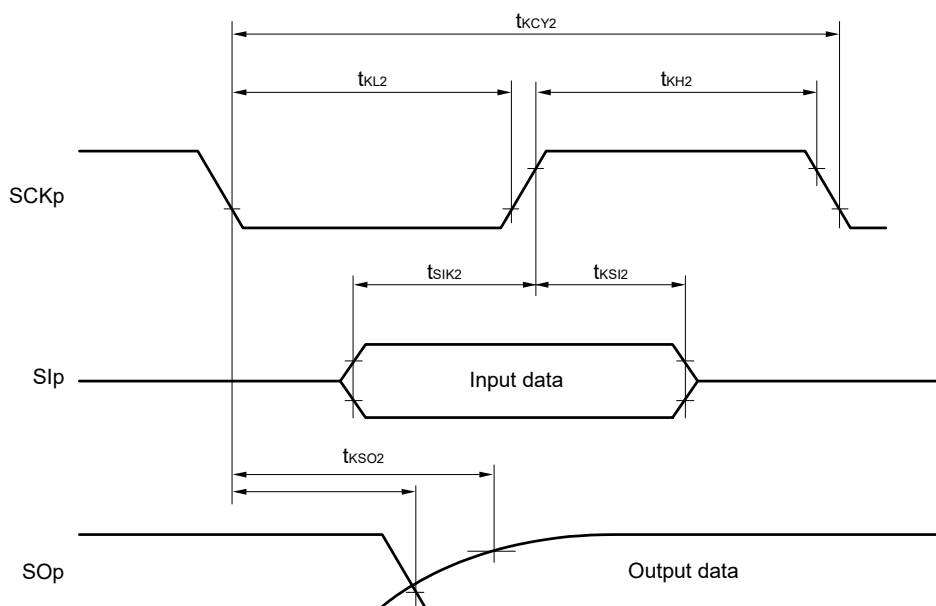 tKCY2
tKL2
tKH2
SCKp
tSIK2
tKSI2
SIp
Input data
tKSO2
SOp
Output data